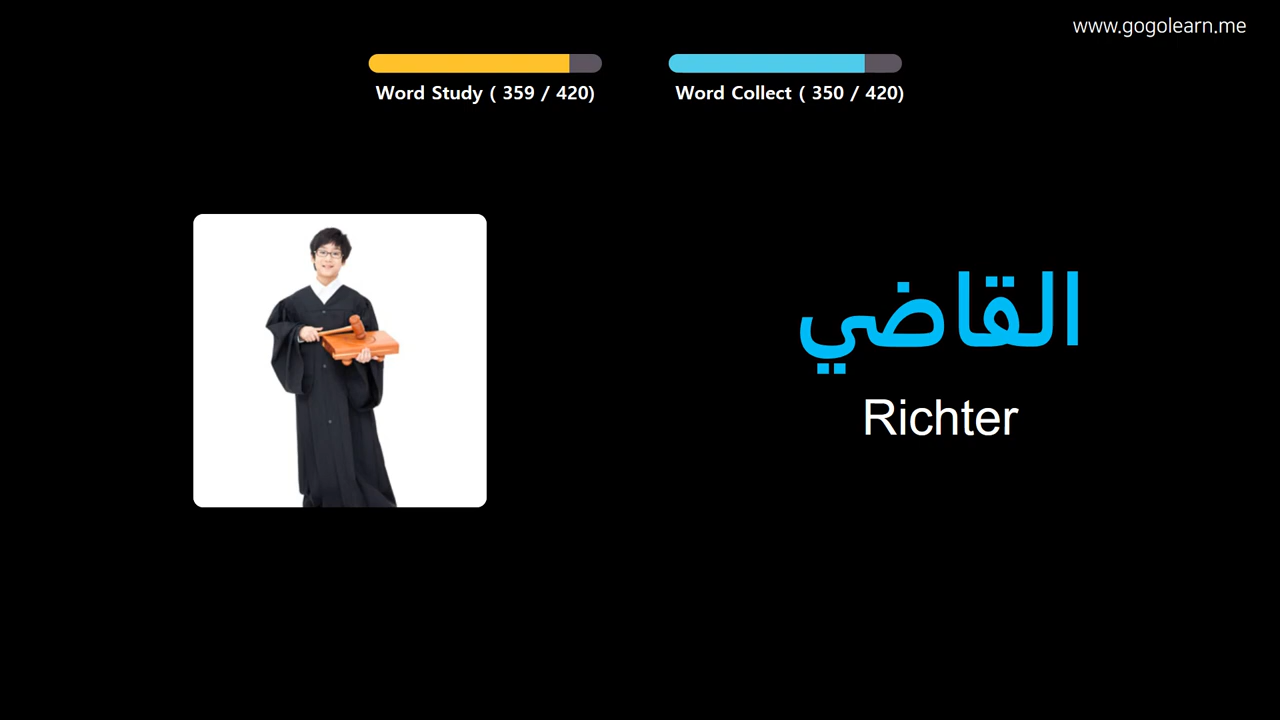 www.gogolearn.me
Word Study ( 359 / 420)
Word Collect ( 350 / 420)
القاضي
Richter